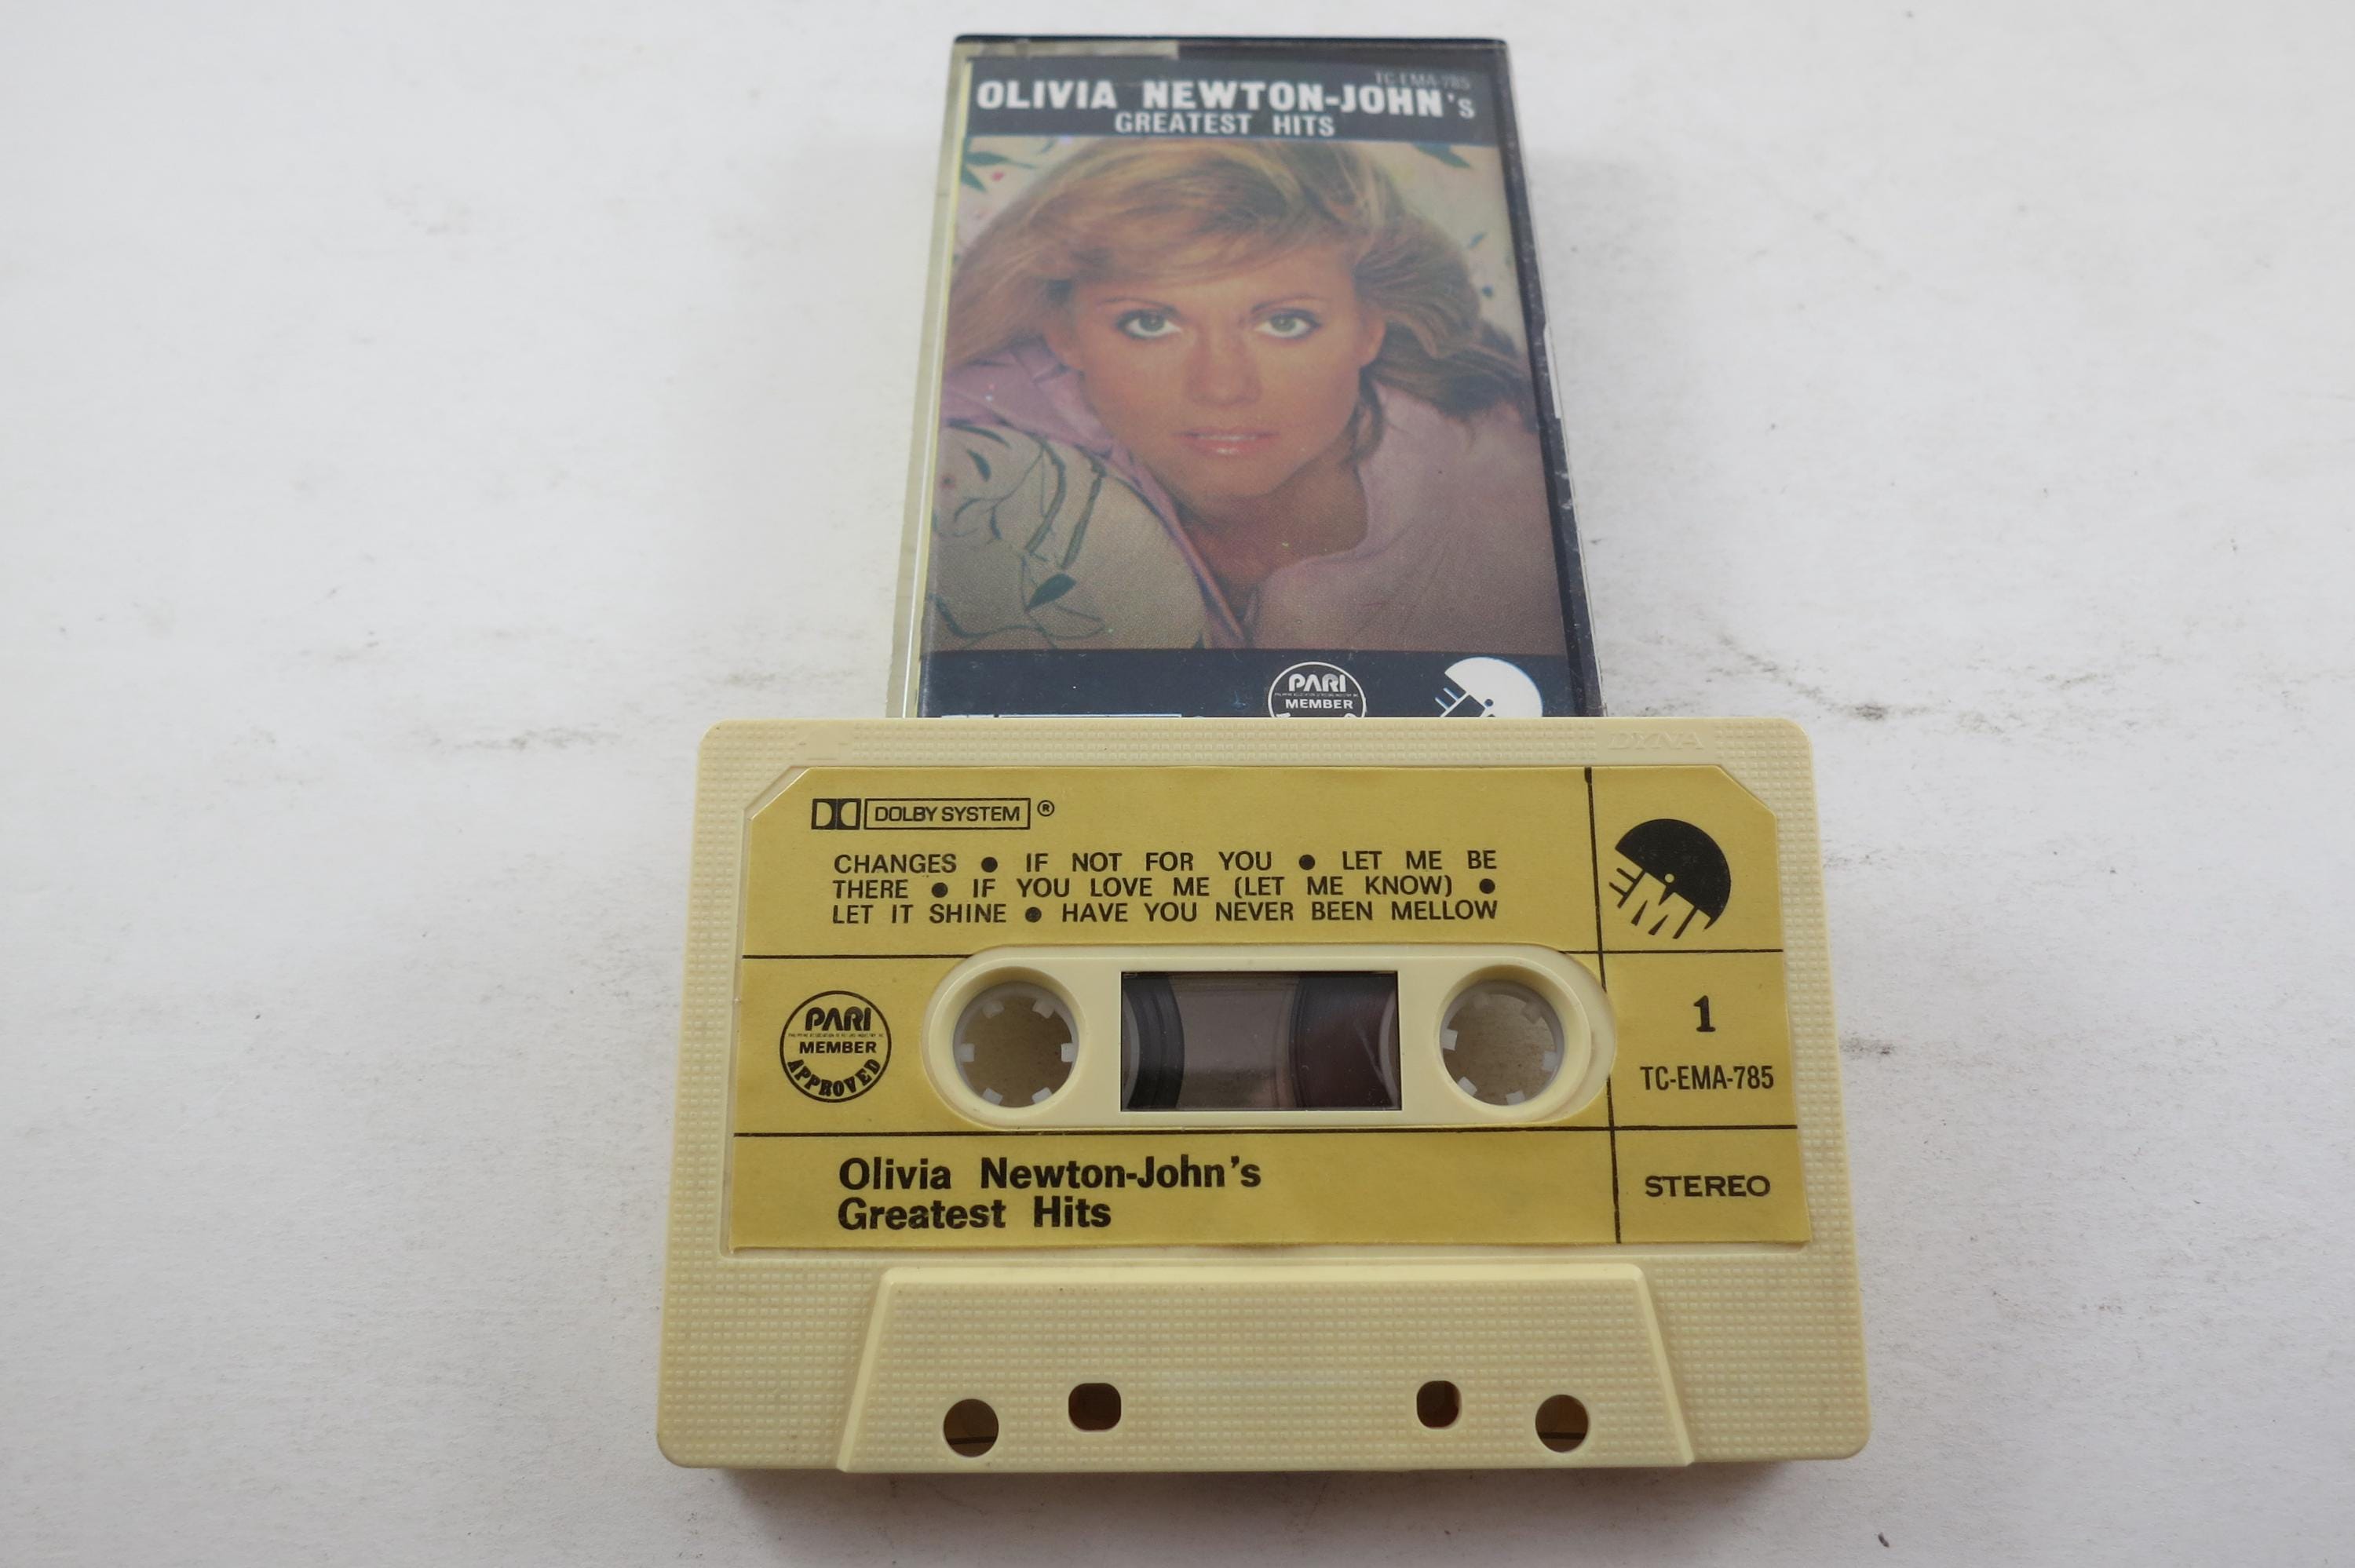 TC-EMA-785
OLIVIA NEWTON-JOHN's
GREATEST HITS
PARI
MEMBER
DYNA
DOLBY SYSTEM ®
CHANGES ● IF NOT FOR YOU ● LET ME BE
THERE ● IF YOU LOVE ME (LET ME KNOW) ●
LET IT SHINE ● HAVE YOU NEVER BEEN MELLOW
EMI
PARI
MEMBER
APPROVED
1
TC-EMA-785
Olivia Newton-John's
Greatest Hits
STEREO